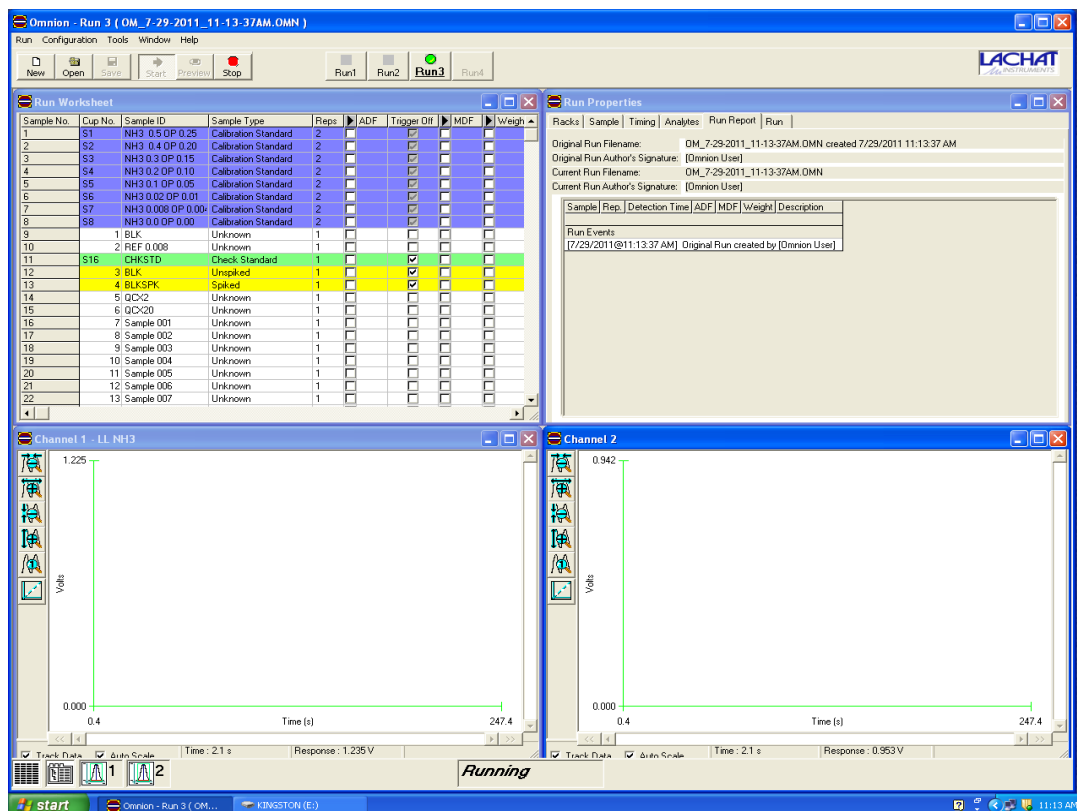 Omnion - Run 3 ( OM_7-29-2011_11-13-37AM.OMN )
Run Configuration Tools Window Help
New Open Save Start Preview Stop Run1 Run2 Run3 Run4
LACHAT
INSTRUMENTS
Run Worksheet
Sample No. Cup No. Sample ID Sample Type Reps ADF Trigger Off MDF Weigh
1 S1 NH3 0.5 OP 0.25 Calibration Standard 2
2 S2 NH3 0.4 OP 0.20 Calibration Standard 2
3 S3 NH3 0.3 OP 0.15 Calibration Standard 2
4 S4 NH3 0.2 OP 0.10 Calibration Standard 2
5 S5 NH3 0.1 OP 0.05 Calibration Standard 2
6 S6 NH3 0.02 OP 0.01 Calibration Standard 2
7 S7 NH3 0.008 OP 0.004 Calibration Standard 2
8 S8 NH3 0.0 OP 0.00 Calibration Standard 2
9 1 BLK Unknown 1
10 2 REF 0.008 Unknown 1
11 S16 CHKSTD Check Standard 1
12 3 BLK Unspiked 1
13 4 BLKSPK Spiked 1
14 5 QCX2 Unknown 1
15 6 QCX20 Unknown 1
16 7 Sample 001 Unknown 1
17 8 Sample 002 Unknown 1
18 9 Sample 003 Unknown 1
19 10 Sample 004 Unknown 1
20 11 Sample 005 Unknown 1
21 12 Sample 006 Unknown 1
22 13 Sample 007 Unknown 1
Run Properties
Racks Sample Timing Analytes Run Report Run
Original Run Filename: OM_7-29-2011_11-13-37AM.OMN created 7/29/2011 11:13:37 AM
Original Run Author's Signature: [Omnion User]
Current Run Filename: OM_7-29-2011_11-13-37AM.OMN
Current Run Author's Signature: [Omnion User]
Sample Rep. Detection Time ADF MDF Weight Description
Run Events
[7/29/2011@11:13:37 AM] Original Run created by [Omnion User]
Channel 1 - LL NH3
1.225
Volts
0.000
0.4 Time (s) 247.4
<< >>
Track Data Auto Scale Time : 2.1 s Response : 1.235 V
Channel 2
0.942
Volts
0.000
0.4 Time (s) 247.4
<< >>
Track Data Auto Scale Time : 2.1 s Response : 0.953 V
1 2 Running
start Omnion - Run 3 ( OM... KINGSTON (E:) 11:13 AM